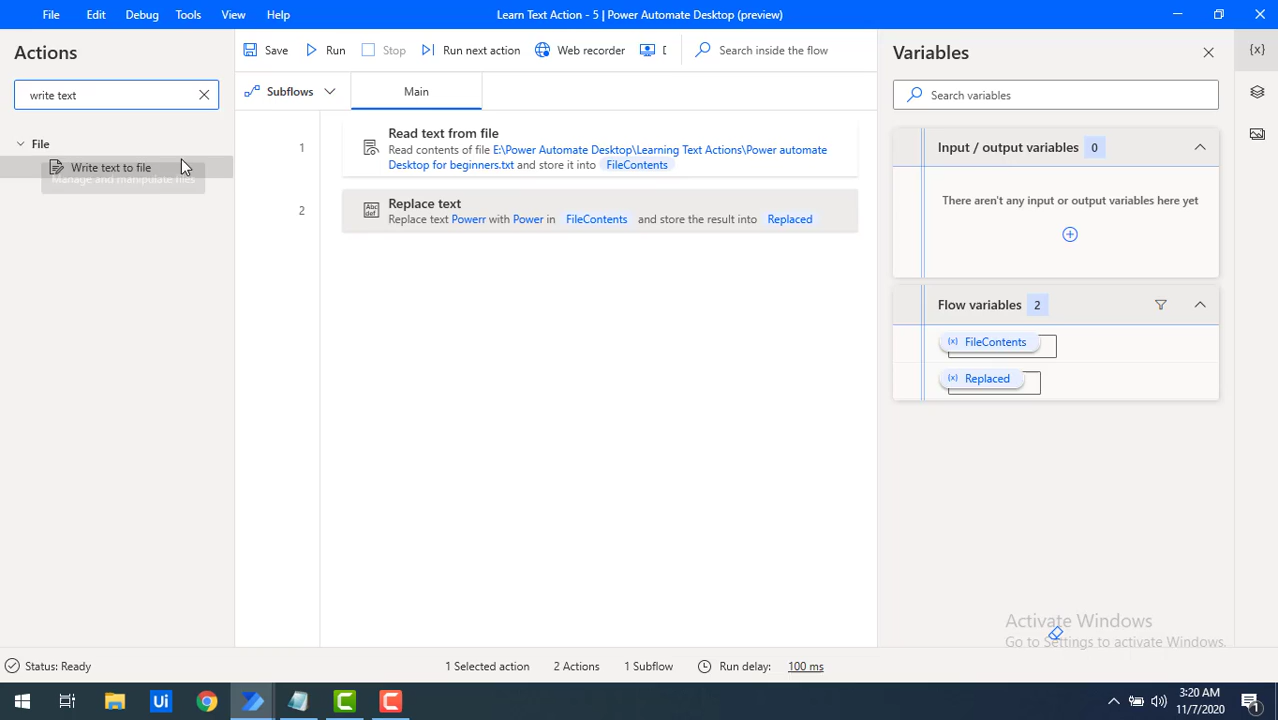 File Edit Debug Tools View Help Learn Text Action - 5 | Power Automate Desktop (preview)
Actions
write text
File
Write text to file
Manage and manipulate files
Save Run Stop Run next action Web recorder D Search inside the flow
Subflows Main
1 Read text from file
Read contents of file E:\Power Automate Desktop\Learning Text Actions\Power automate
Desktop for beginners.txt and store it into FileContents
2 Replace text
Replace text Powerr with Power in FileContents and store the result into Replaced
Variables {x}
Search variables
Input / output variables 0
There aren't any input or output variables here yet
Flow variables 2
(x) FileContents
(x) Replaced
Activate Windows
Go to Settings to activate Windows.
Status: Ready 1 Selected action 2 Actions 1 Subflow Run delay: 100 ms
Ui
3:20 AM
11/7/2020
1